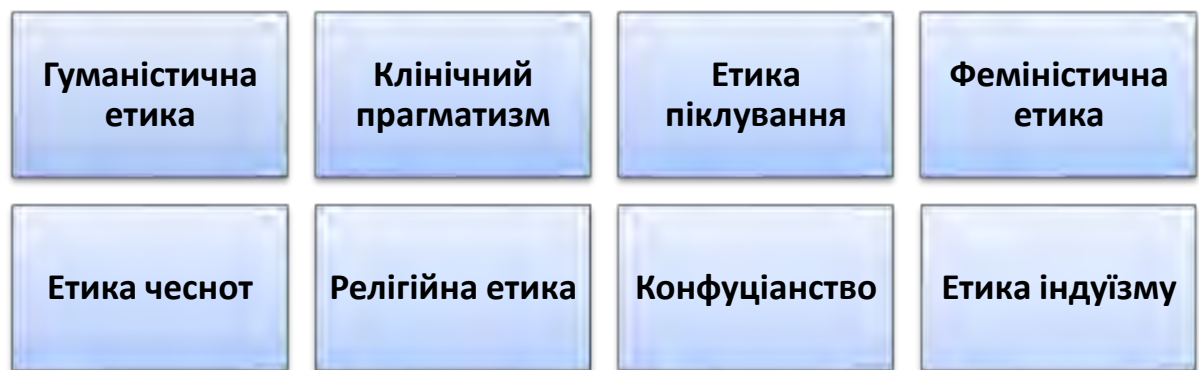 Гуманістична
етика
Клінічний
прагматизм
Етика
піклування
Феміністична
етика
Етика чеснот
Релігійна етика
Конфуціанство
Етика індуїзму